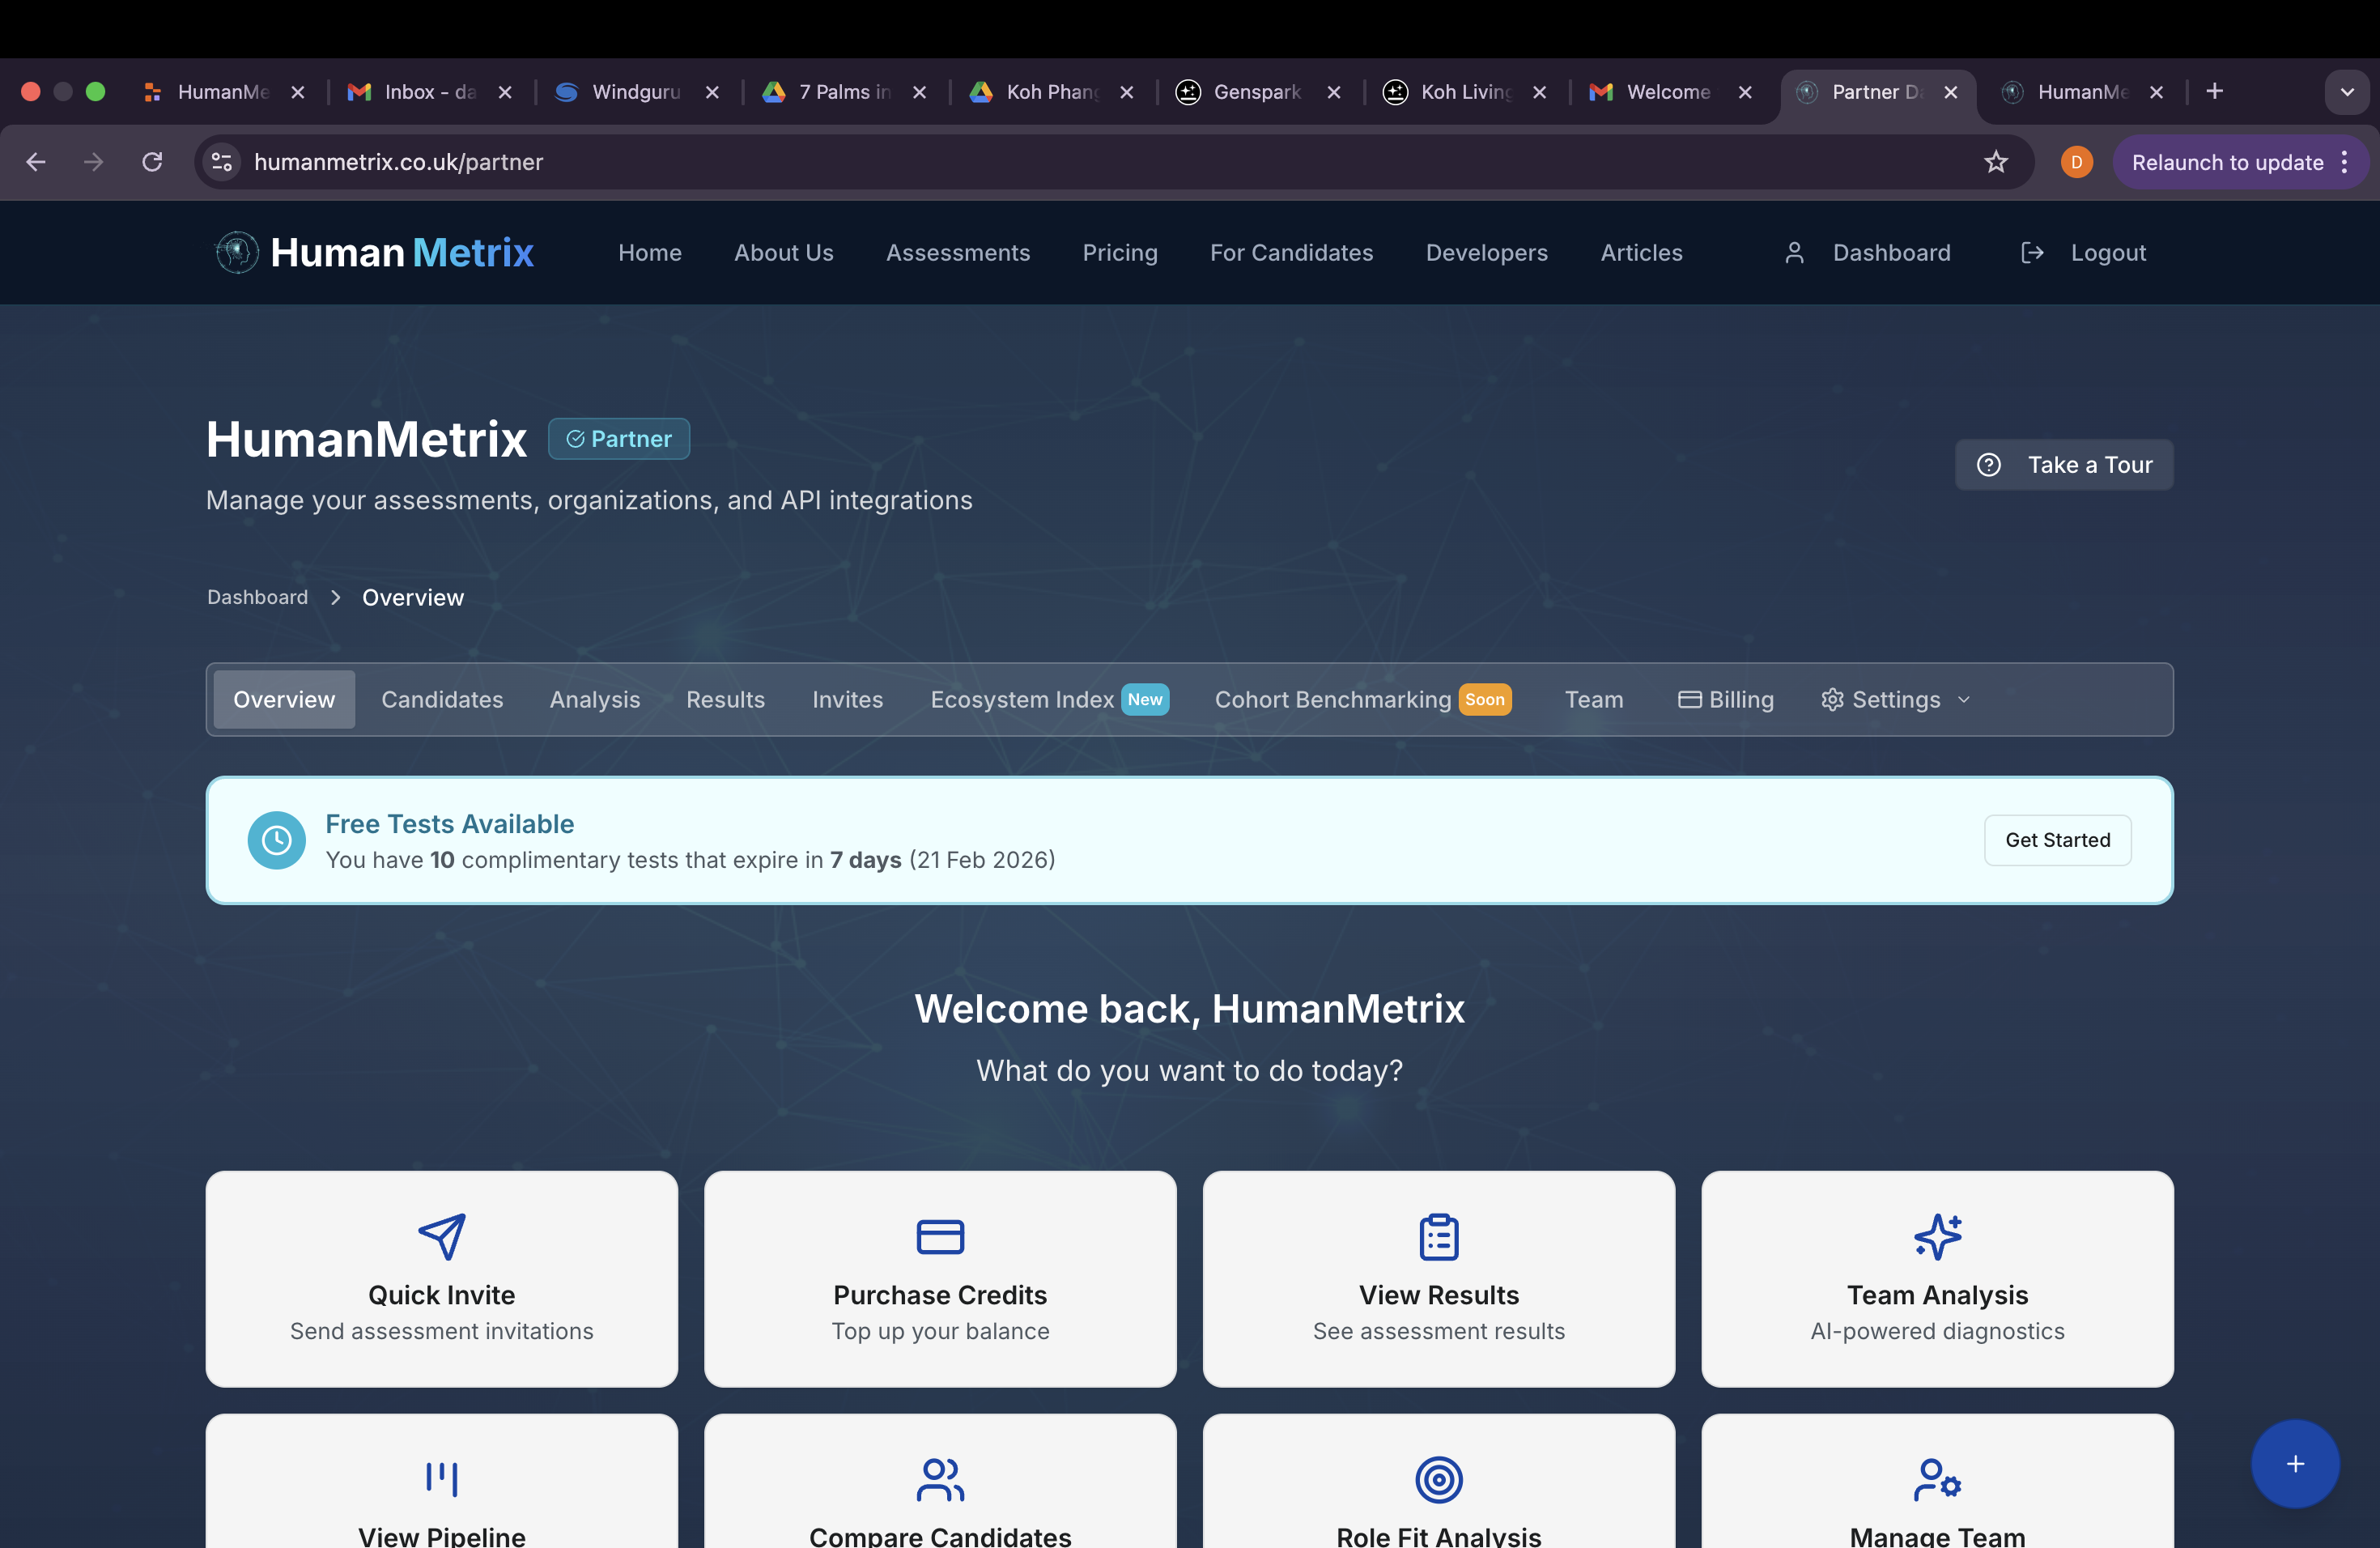 HumanMe
Inbox - da
Windguru
7 Palms in
Koh Phang
Genspark
Koh Living
Welcome
Partner Da
HumanMe
humanmetrix.co.uk/partner
D
Relaunch to update
Human Metrix
Home
About Us
Assessments
Pricing
For Candidates
Developers
Articles
Dashboard
Logout
HumanMetrix
Partner
Manage your assessments, organizations, and API integrations
Take a Tour
Dashboard
Overview
Overview
Candidates
Analysis
Results
Invites
Ecosystem Index New
Cohort Benchmarking Soon
Team
Billing
Settings
Free Tests Available
You have 10 complimentary tests that expire in 7 days (21 Feb 2026)
Get Started
Welcome back, HumanMetrix
What do you want to do today?
Quick Invite
Send assessment invitations
Purchase Credits
Top up your balance
View Results
See assessment results
Team Analysis
AI-powered diagnostics
View Pipeline
Compare Candidates
Role Fit Analysis
Manage Team